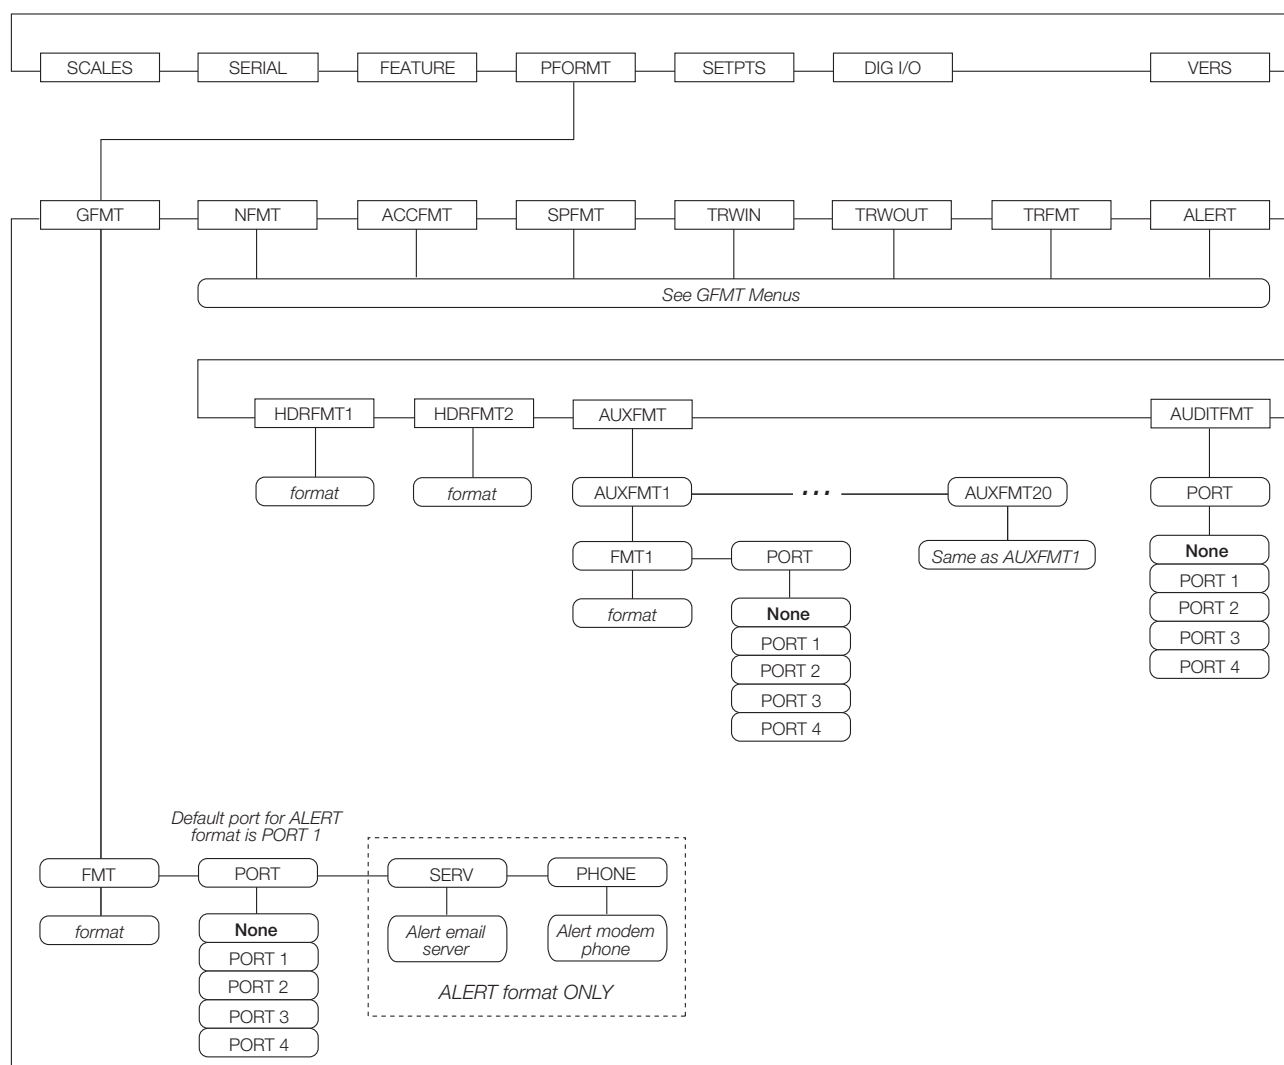 SCALES SERIAL FEATURE PFORMT SETPTS DIG I/O VERS
GFMT NFMT ACCFMT SPFMT TRWIN TRWOUT TRFMT ALERT
See GFMT Menus
HDRFMT1 HDRFMT2 AUXFMT AUDITFMT
format format AUXFMT1 ... AUXFMT20 PORT
FMT1 PORT Same as AUXFMT1 None
PORT 1
format None PORT 2
PORT 1 PORT 3
PORT 2 PORT 4
PORT 3
PORT 4
Default port for ALERT
format is PORT 1
FMT PORT SERV PHONE
format None Alert email Alert modem
server phone
PORT 1
PORT 2 ALERT format ONLY
PORT 3
PORT 4